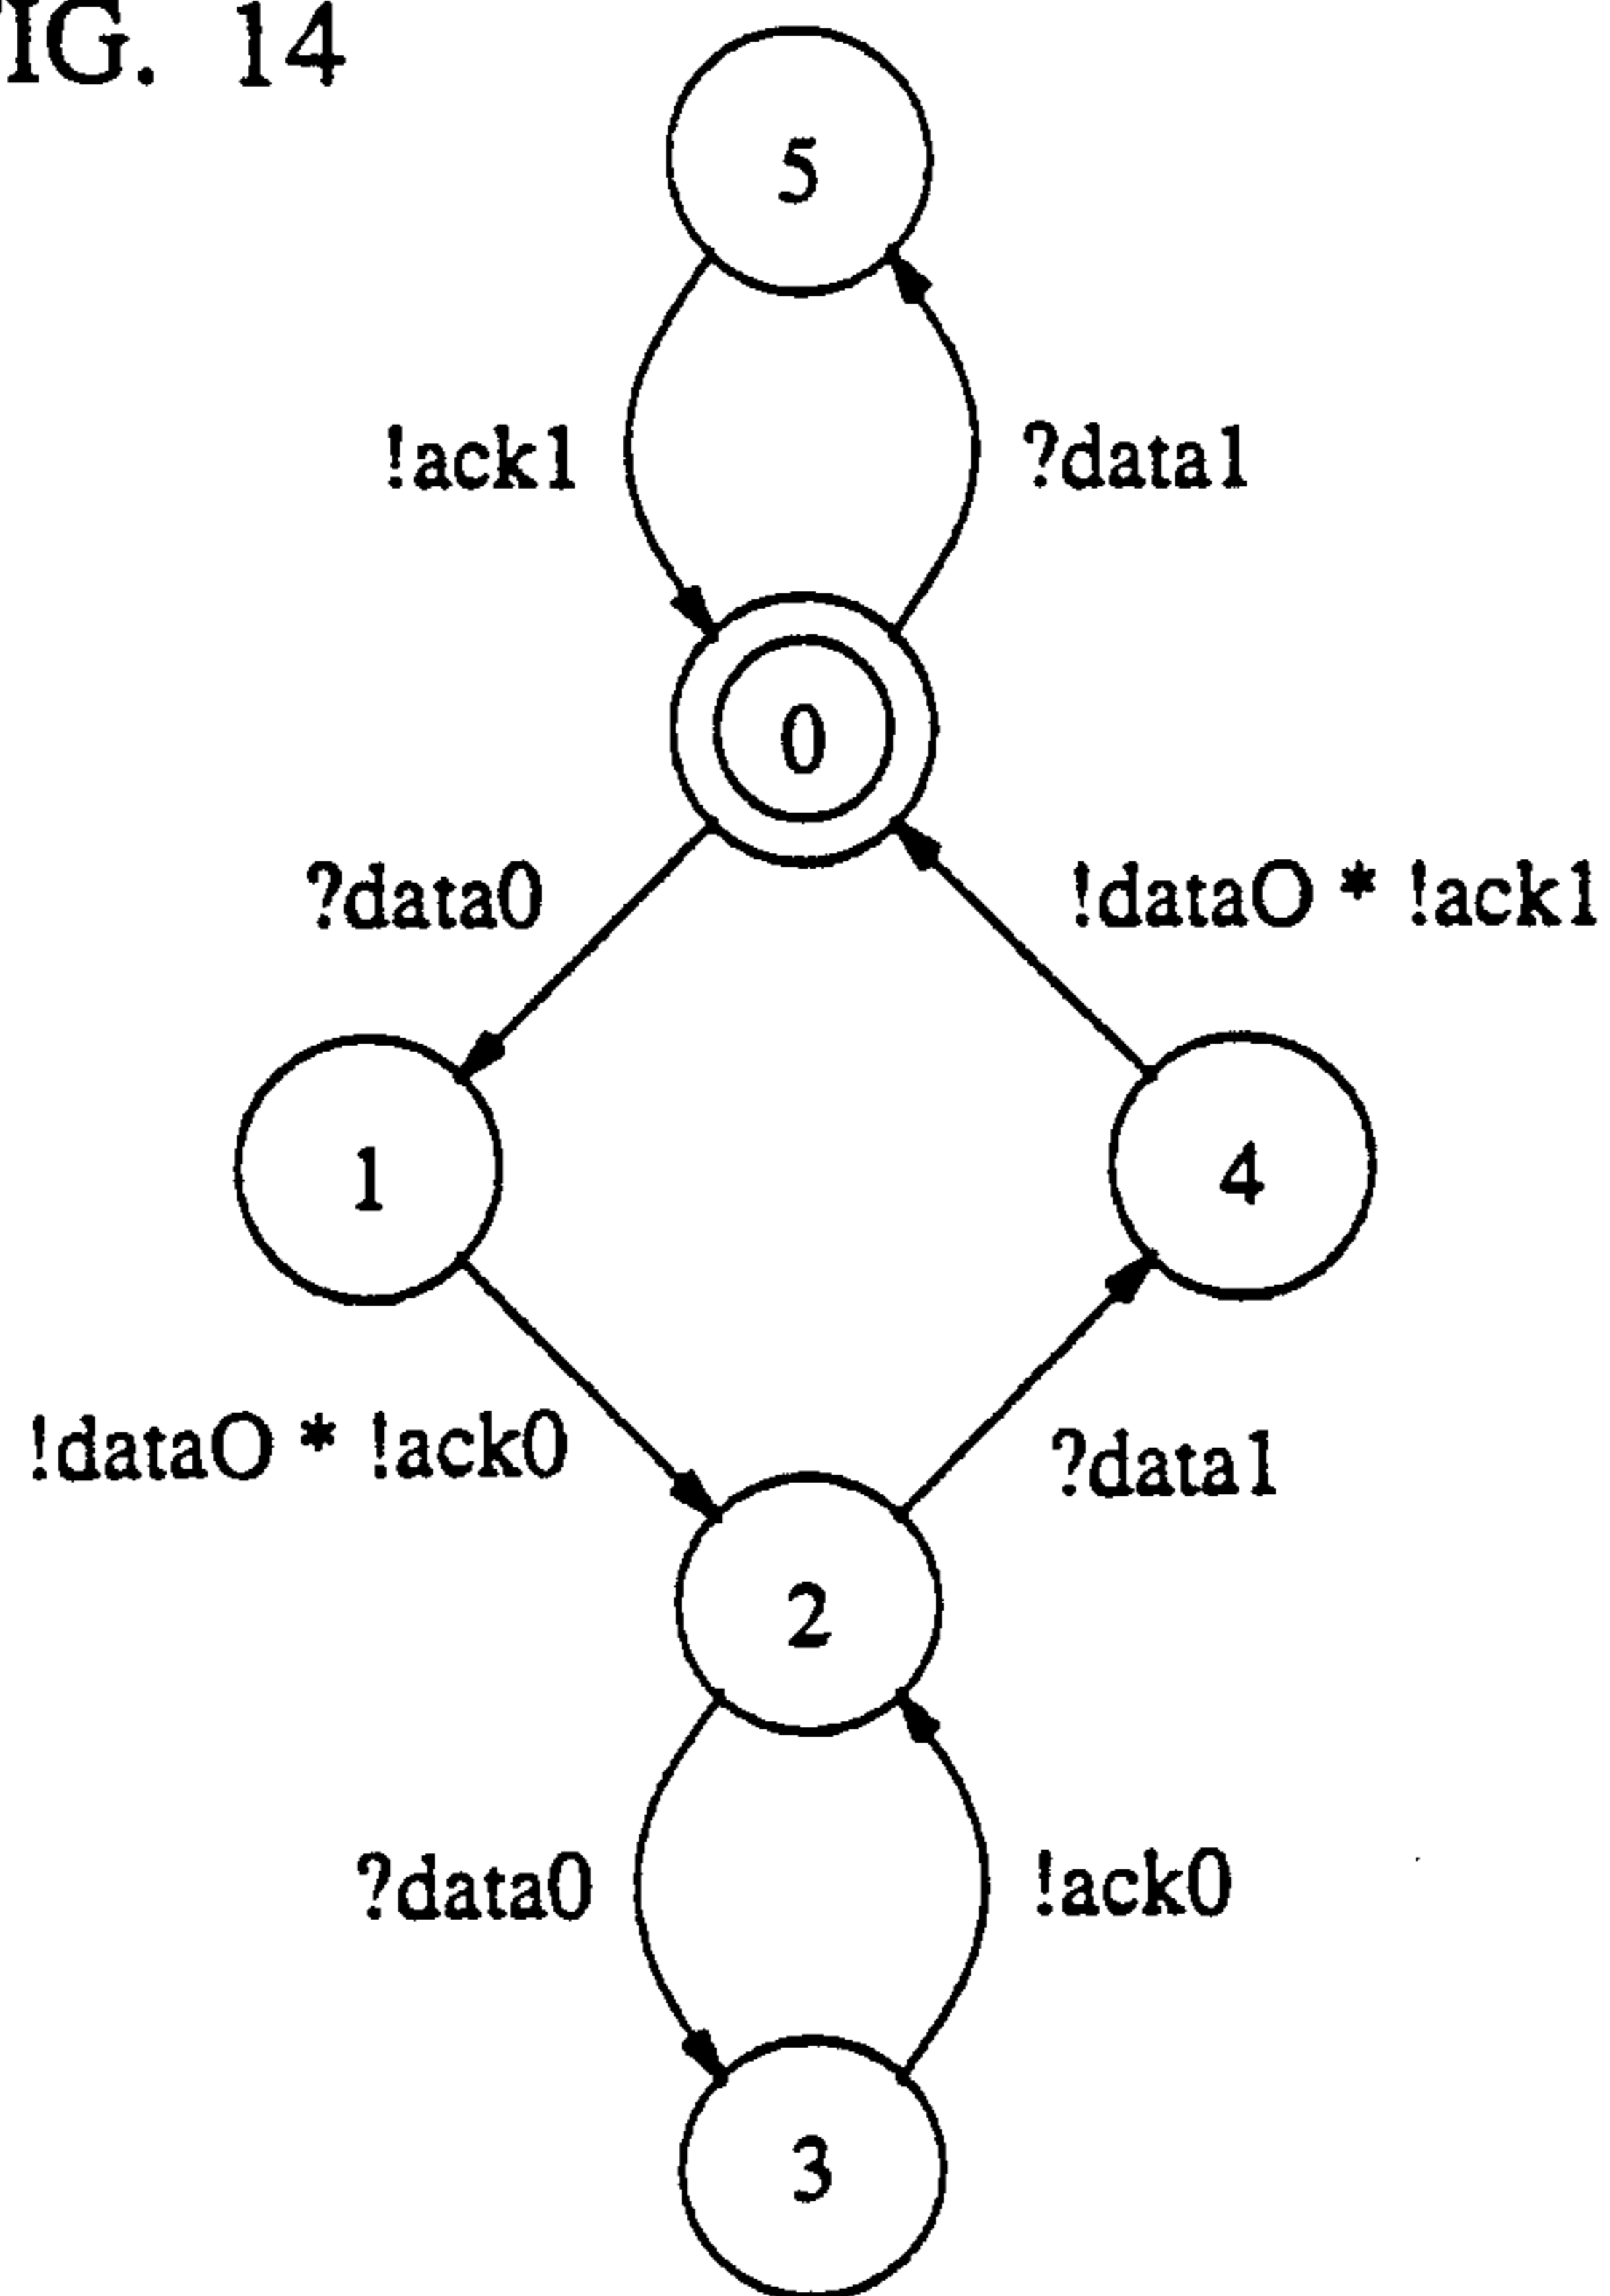 IG. 14
5
!ack1
?data1
0
?data0
!dataO * !ack1
1
4
!dataO * !ack0
?data1
2
?data0
!ack0
3